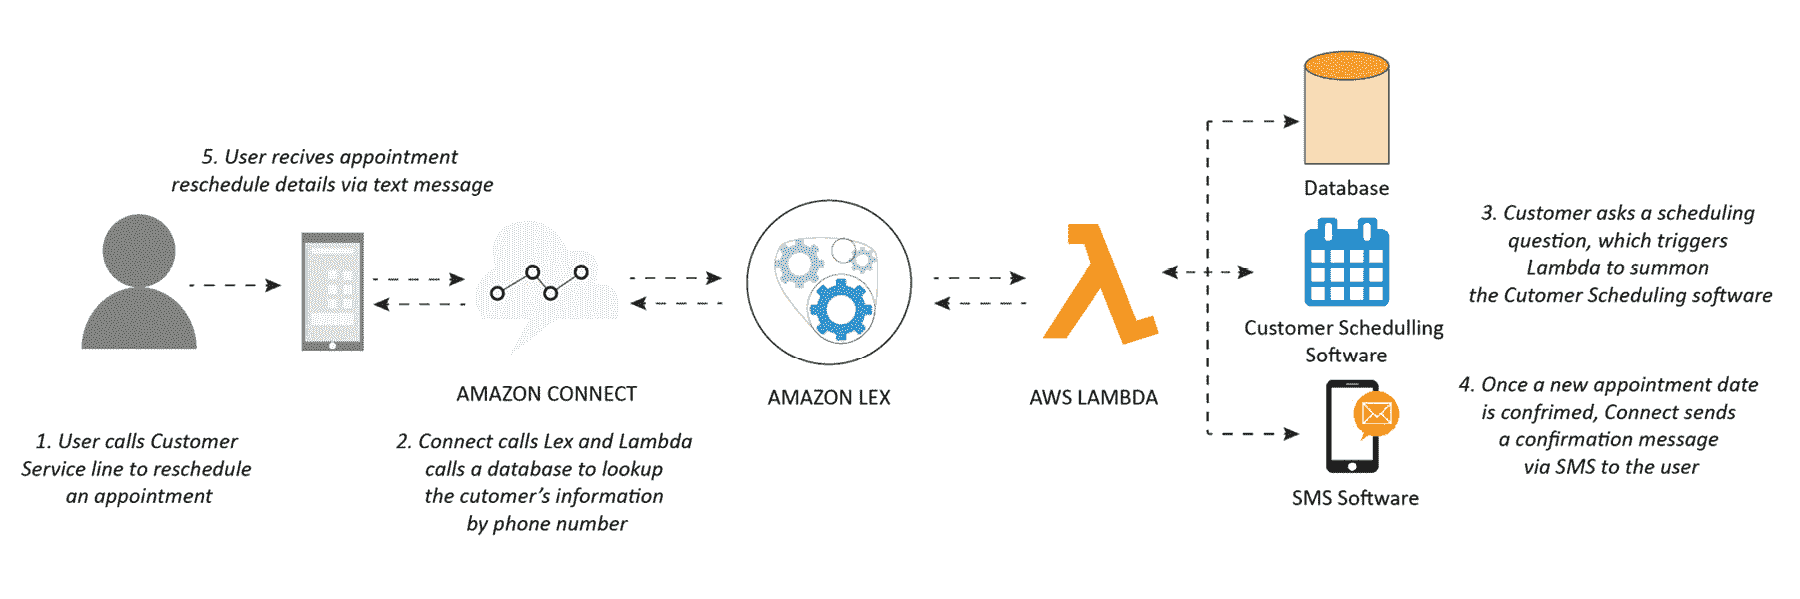 5. User recives appointment
reschedule details via text message
AMAZON CONNECT
AMAZON LEX
AWS LAMBDA
1. User calls Customer
Service line to reschedule
an appointment
2. Connect calls Lex and Lambda
calls a database to lookup
the cutomer's information
by phone number
Database
Customer Schedulling
Software
SMS Software
3. Customer asks a scheduling
question, which triggers
Lambda to summon
the Cutomer Scheduling software
4. Once a new appointment date
is confrimed, Connect sends
a confirmation message
via SMS to the user